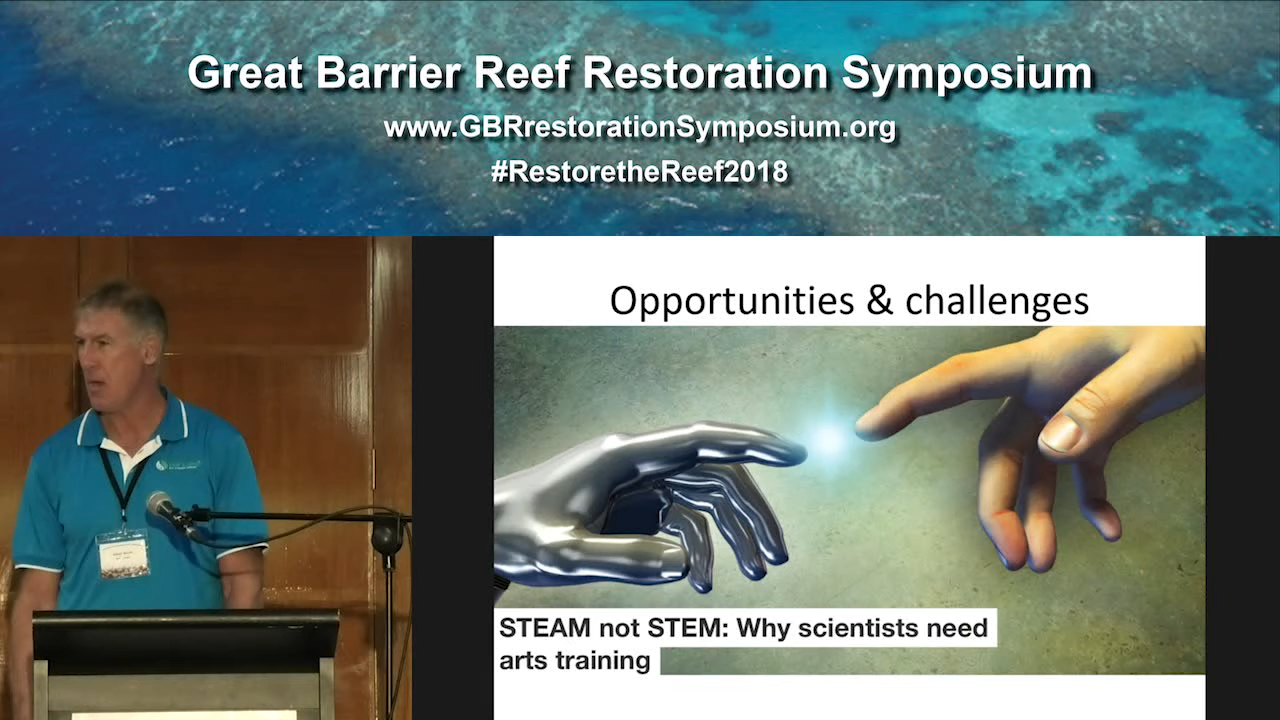 Great Barrier Reef Restoration Symposium
www.GBRrestorationSymposium.org
#RestoretheReef2018
Opportunities & challenges
STEAM not STEM: Why scientists need
arts training